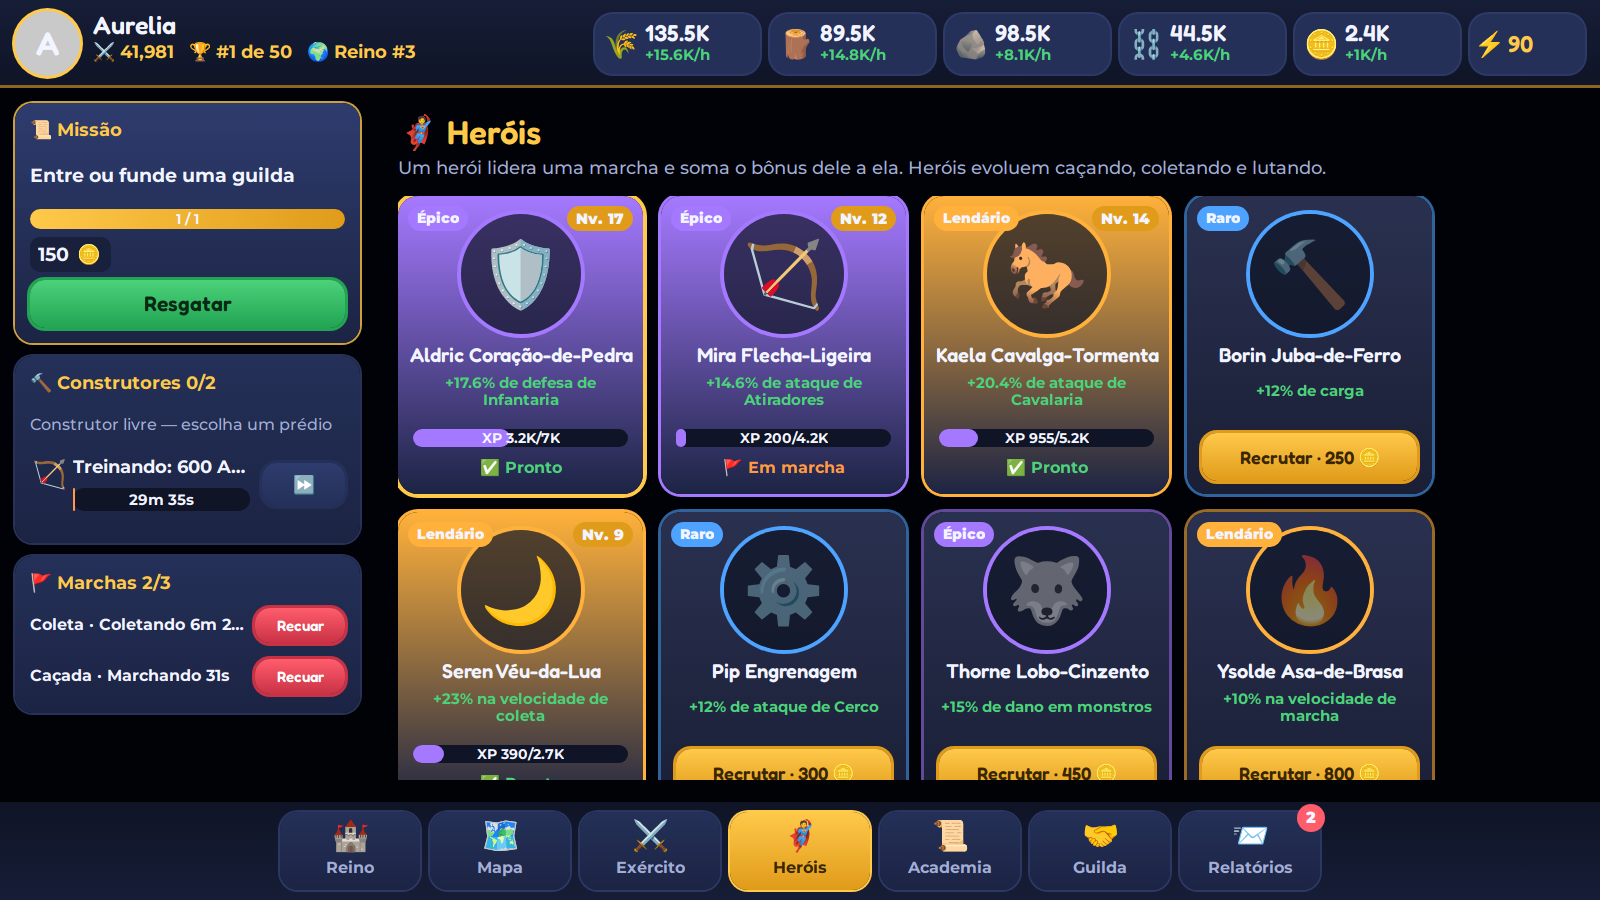 A
Aurelia
41,981
#1 de 50
Reino #3
135.5K
+15.6K/h
89.5K
+14.8K/h
98.5K
+8.1K/h
44.5K
+4.6K/h
2.4K
+1K/h
90
Missão
Entre ou funde uma guilda
1 / 1
150
Resgatar
Construtores 0/2
Construtor livre — escolha um prédio
Treinando: 600 A...
29m 35s
Marchas 2/3
Coleta · Coletando 6m 2...
Recuar
Caçada · Marchando 31s
Recuar
Heróis
Um herói lidera uma marcha e soma o bônus dele a ela. Heróis evoluem caçando, coletando e lutando.
Épico
Nv. 17
Aldric Coração-de-Pedra
+17.6% de defesa de
Infantaria
XP 3.2K/7K
Pronto
Épico
Nv. 12
Mira Flecha-Ligeira
+14.6% de ataque de
Atiradores
XP 200/4.2K
Em marcha
Lendário
Nv. 14
Kaela Cavalga-Tormenta
+20.4% de ataque de
Cavalaria
XP 955/5.2K
Pronto
Raro
Borin Juba-de-Ferro
+12% de carga
Recrutar · 250
Lendário
Nv. 9
Seren Véu-da-Lua
+23% na velocidade de
coleta
XP 390/2.7K
Raro
Pip Engrenagem
+12% de ataque de Cerco
Recrutar · 300
Épico
Thorne Lobo-Cinzento
+15% de dano em monstros
Recrutar · 450
Lendário
Ysolde Asa-de-Brasa
+10% na velocidade de
marcha
Recrutar · 800
Reino
Mapa
Exército
Heróis
Academia
Guilda
Relatórios
2